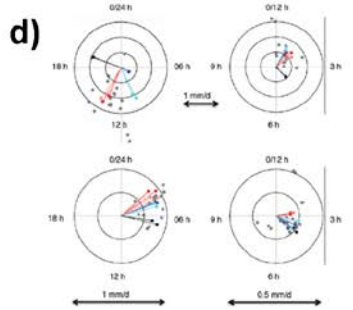 d)
0/24 h
0/12 h
18 h
06 h
9 h
3 h
1 mm/d
12 h
6 h
0/24 h
0/12 h
18 h
06 h
9 h
3 h
12 h
6 h
1 mm/d
0.5 mm/d